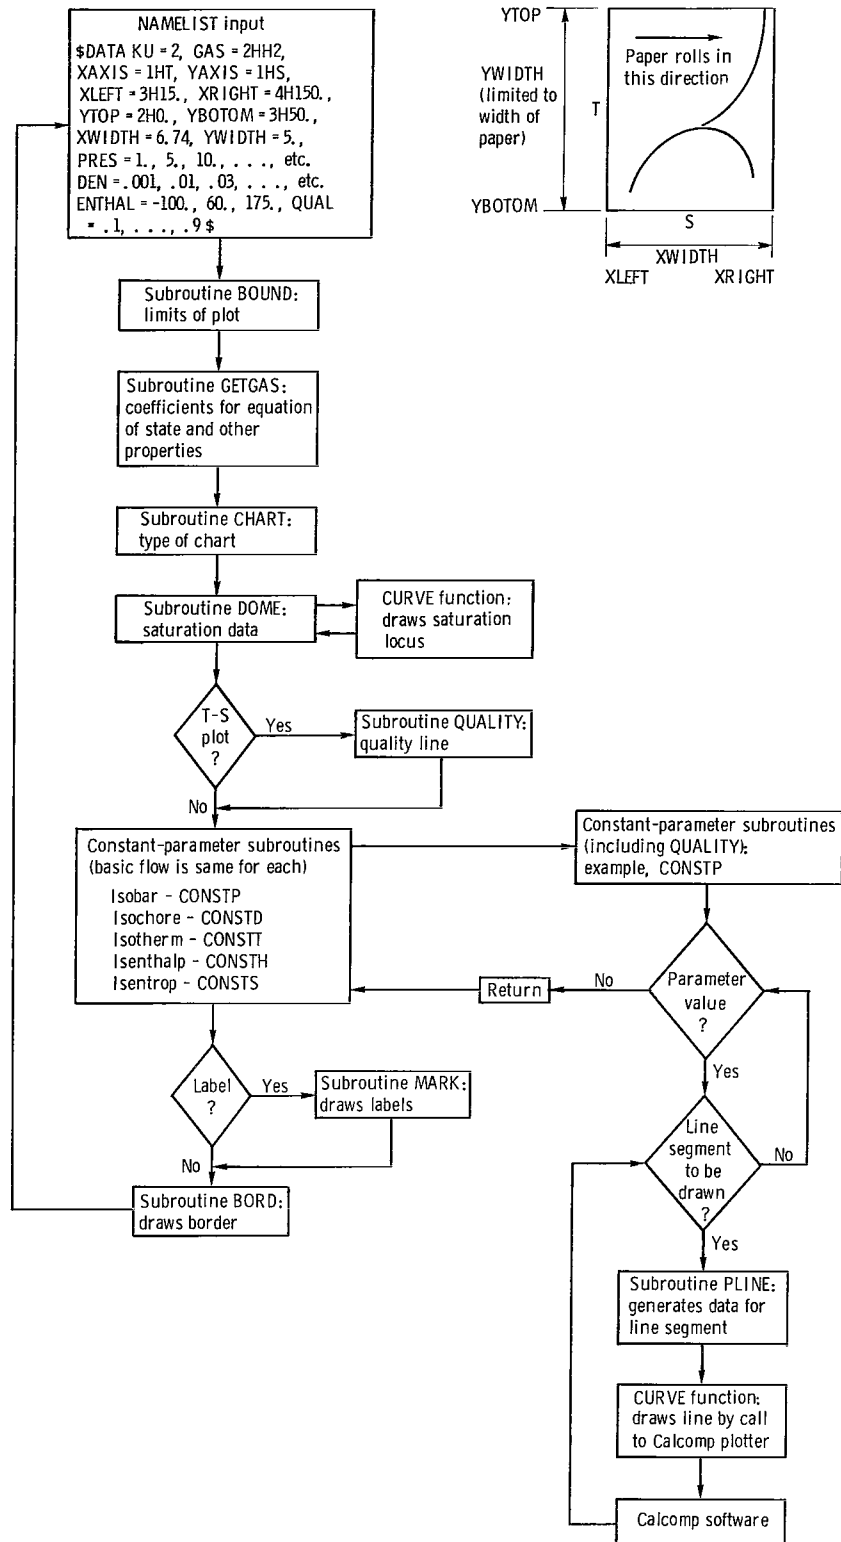 NAMELIST input
$DATA KU = 2, GAS = 2HH2,
XAXIS = 1HT, YAXIS = 1HS,
XLEFT = 3H15., XRIGHT = 4H150.,
YTOP = 2H0., YBOTOM = 3H50.,
XWIDTH = 6.74, YWIDTH = 5.,
PRES = 1., 5., 10., . . ., etc.
DEN = .001, .01, .03, . . ., etc.
ENTHAL = -100., 60., 175., QUAL
= .1, . . ., .9 $
YTOP
YWIDTH
(limited to
width of
paper)
YBOTOM
T
Paper rolls in
this direction
S
XWIDTH
XLEFT XRIGHT
Subroutine BOUND:
limits of plot
Subroutine GETGAS:
coefficients for equation
of state and other
properties
Subroutine CHART:
type of chart
Subroutine DOME:
saturation data
CURVE function:
draws saturation
locus
T-S
plot
?
Yes
Subroutine QUALITY:
quality line
No
Constant-parameter subroutines
(basic flow is same for each)
Isobar - CONSTP
Isochore - CONSTD
Isotherm - CONSTT
Isenthalp - CONSTH
Isentrop - CONSTS
Constant-parameter subroutines
(including QUALITY):
example, CONSTP
Parameter
value
?
No
Return
Yes
Label
?
Yes
Subroutine MARK:
draws labels
No
Subroutine BORD:
draws border
Line
segment
to be
drawn
?
No
Yes
Subroutine PLINE:
generates data for
line segment
CURVE function:
draws line by call
to Calcomp plotter
Calcomp software